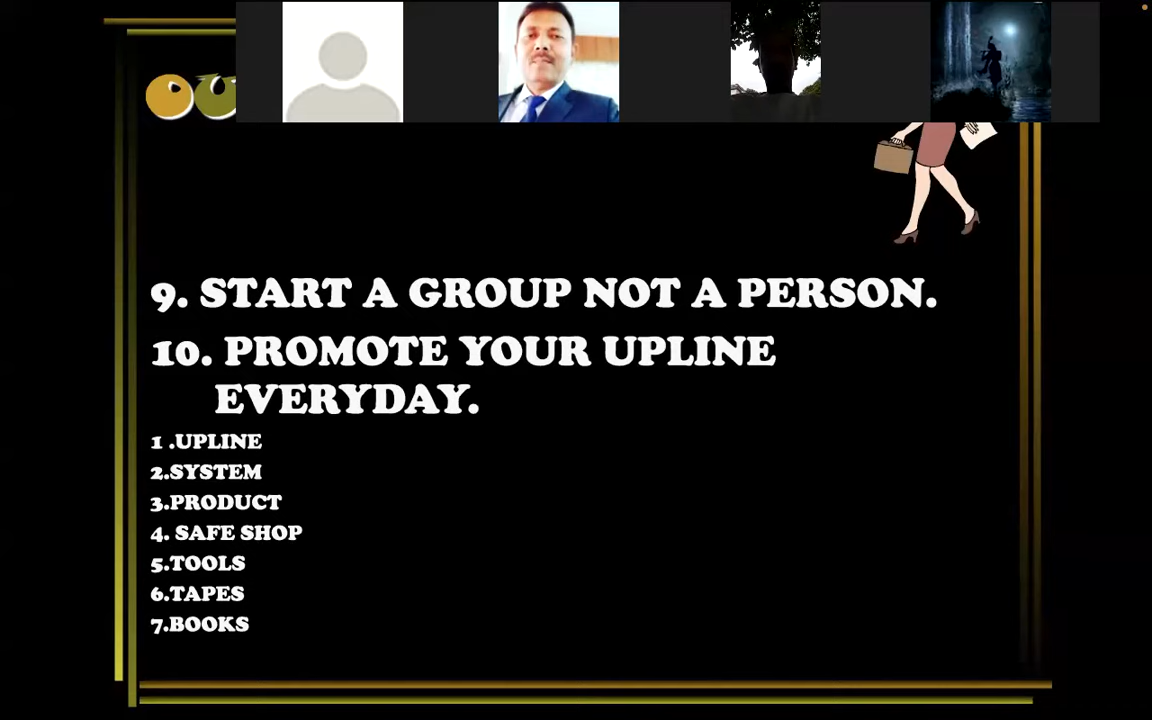 9. START A GROUP NOT A PERSON.
10. PROMOTE YOUR UPLINE
EVERYDAY.
1 .UPLINE
2.SYSTEM
3.PRODUCT
4. SAFE SHOP
5.TOOLS
6.TAPES
7.BOOKS